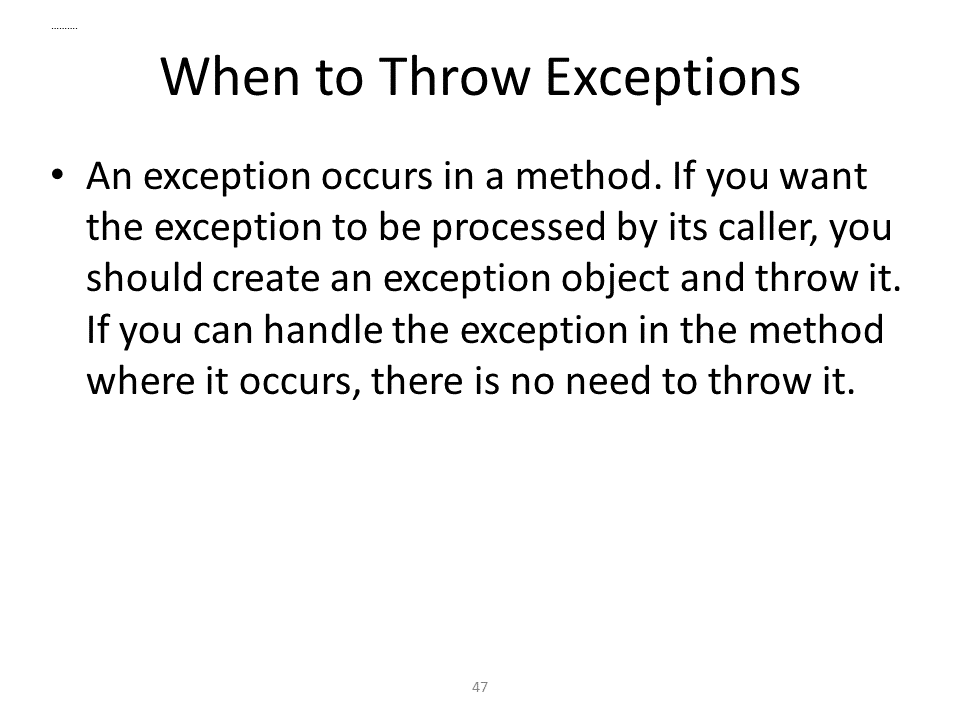 ..........
When to Throw Exceptions
• An exception occurs in a method. If you want
the exception to be processed by its caller, you
should create an exception object and throw it.
If you can handle the exception in the method
where it occurs, there is no need to throw it.
47